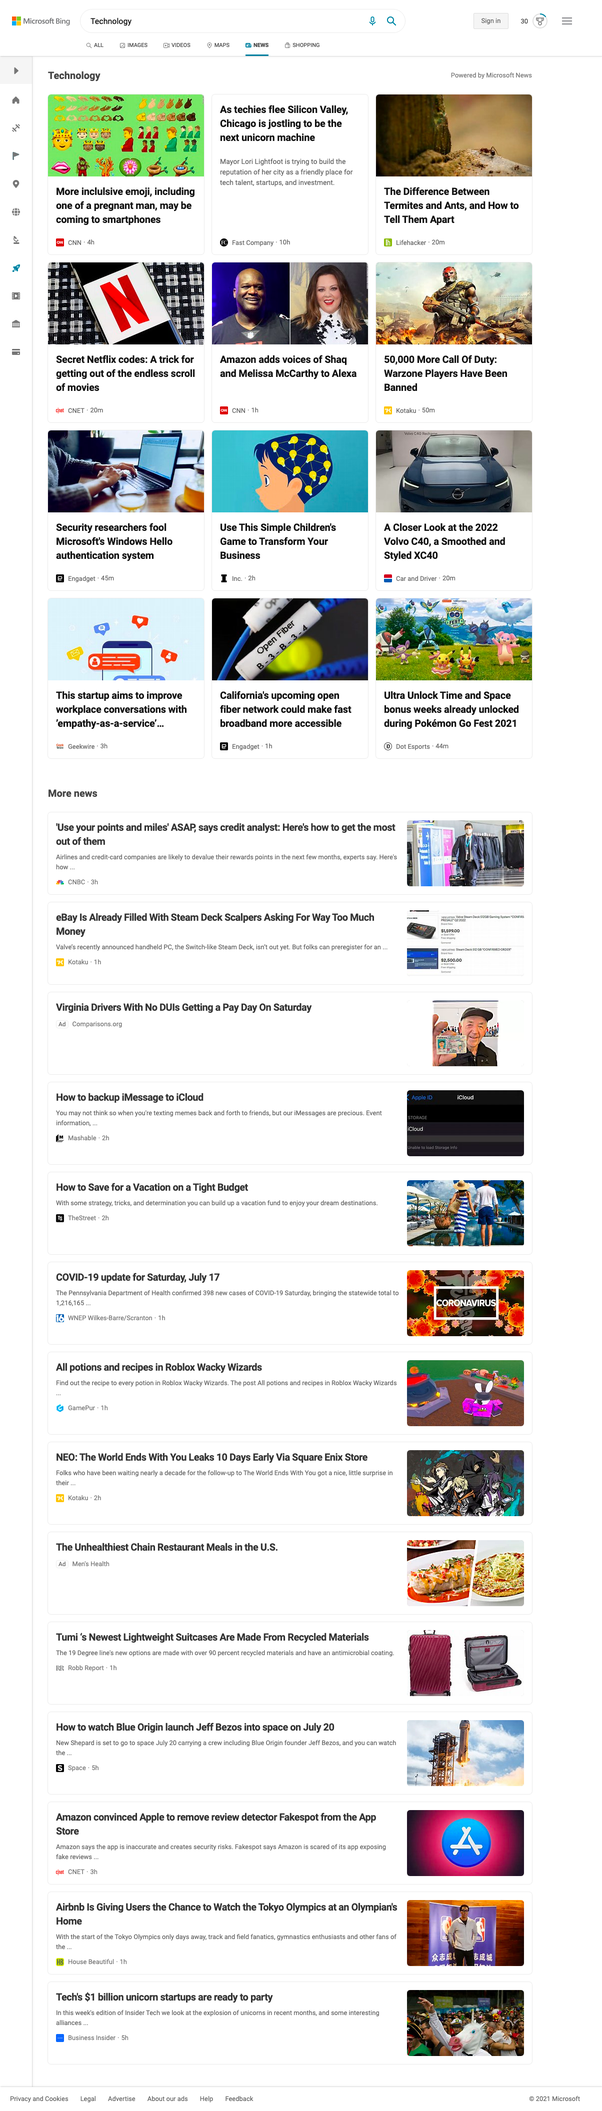 Microsoft Bing
Technology
Sign in
30
ALL
IMAGES
VIDEOS
MAPS
NEWS
SHOPPING
Technology
Powered by Microsoft News
More inclulsive emoji, including
one of a pregnant man, may be
coming to smartphones
CNN · 4h
As techies flee Silicon Valley,
Chicago is jostling to be the
next unicorn machine
Mayor Lori Lightfoot is trying to build the
reputation of her city as a friendly place for
tech talent, startups, and investment.
Fast Company · 10h
The Difference Between
Termites and Ants, and How to
Tell Them Apart
Lifehacker · 20m
N
Secret Netflix codes: A trick for
getting out of the endless scroll
of movies
CNET · 20m
Amazon adds voices of Shaq
and Melissa McCarthy to Alexa
CNN · 1h
50,000 More Call Of Duty:
Warzone Players Have Been
Banned
Kotaku · 50m
Security researchers fool
Microsoft's Windows Hello
authentication system
Engadget · 45m
Use This Simple Children's
Game to Transform Your
Business
Inc. · 2h
A Closer Look at the 2022
Volvo C40, a Smoothed and
Styled XC40
Car and Driver · 20m
This startup aims to improve
workplace conversations with
'empathy-as-a-service'...
Geekwire · 3h
Open Fiber
B - 3 - B - 3 - 4
California's upcoming open
fiber network could make fast
broadband more accessible
Engadget · 1h
Ultra Unlock Time and Space
bonus weeks already unlocked
during Pokémon Go Fest 2021
Dot Esports · 44m
More news
'Use your points and miles' ASAP, says credit analyst: Here's how to get the most
out of them
Airlines and credit-card companies are likely to devalue their rewards points in the next few months, experts say. Here's
how ...
CNBC · 3h
eBay Is Already Filled With Steam Deck Scalpers Asking For Way Too Much
Money
Valve's recently announced handheld PC, the Switch-like Steam Deck, isn't out yet. But folks can preregister for an ...
Kotaku · 1h
$2,500.00
Virginia Drivers With No DUIs Getting a Pay Day On Saturday
Ad Comparisons.org
How to backup iMessage to iCloud
You may not think so when you're texting memes back and forth to friends, but our iMessages are precious. Event
information, ...
Mashable · 2h
Apple ID
iCloud
STORAGE
iCloud
How to Save for a Vacation on a Tight Budget
With some strategy, tricks, and determination you can build up a vacation fund to enjoy your dream destinations.
TheStreet · 2h
COVID-19 update for Saturday, July 17
The Pennsylvania Department of Health confirmed 398 new cases of COVID-19 Saturday, bringing the statewide total to
1,216,165 ...
WNEP Wilkes-Barre/Scranton · 1h
CORONAVIRUS
All potions and recipes in Roblox Wacky Wizards
Find out the recipe to every potion in Roblox Wacky Wizards. The post All potions and recipes in Roblox Wacky Wizards
...
GamePur · 1h
NEO: The World Ends With You Leaks 10 Days Early Via Square Enix Store
Folks who have been waiting nearly a decade for the follow-up to The World Ends With You got a nice, little surprise in
their ...
Kotaku · 2h
The Unhealthiest Chain Restaurant Meals in the U.S.
Ad Men's Health
Tumi 's Newest Lightweight Suitcases Are Made From Recycled Materials
The 19 Degree line's new options are made with over 90 percent recycled materials and have an antimicrobial coating.
Robb Report · 1h
How to watch Blue Origin launch Jeff Bezos into space on July 20
New Shepard is set to go to space July 20 carrying a crew including Blue Origin founder Jeff Bezos, and you can watch
the ...
Space · 5h
Amazon convinced Apple to remove review detector Fakespot from the App
Store
Amazon says the app is inaccurate and creates security risks. Fakespot says Amazon is scared of its app exposing
fake reviews ...
CNET · 3h
Airbnb Is Giving Users the Chance to Watch the Tokyo Olympics at an Olympian's
Home
With the start of the Tokyo Olympics only days away, track and field fanatics, gymnastics enthusiasts and other fans of
the ...
House Beautiful · 1h
Tech's $1 billion unicorn startups are ready to party
In this week's edition of Insider Tech we look at the explosion of unicorns in recent months, and some interesting
alliances ...
Business Insider · 5h
Privacy and Cookies
Legal
Advertise
About our ads
Help
Feedback
© 2021 Microsoft